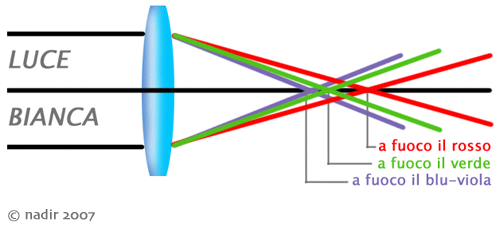 LUCE
BIANCA
a fuoco il rosso
a fuoco il verde
a fuoco il blu-viola
© nadir 2007